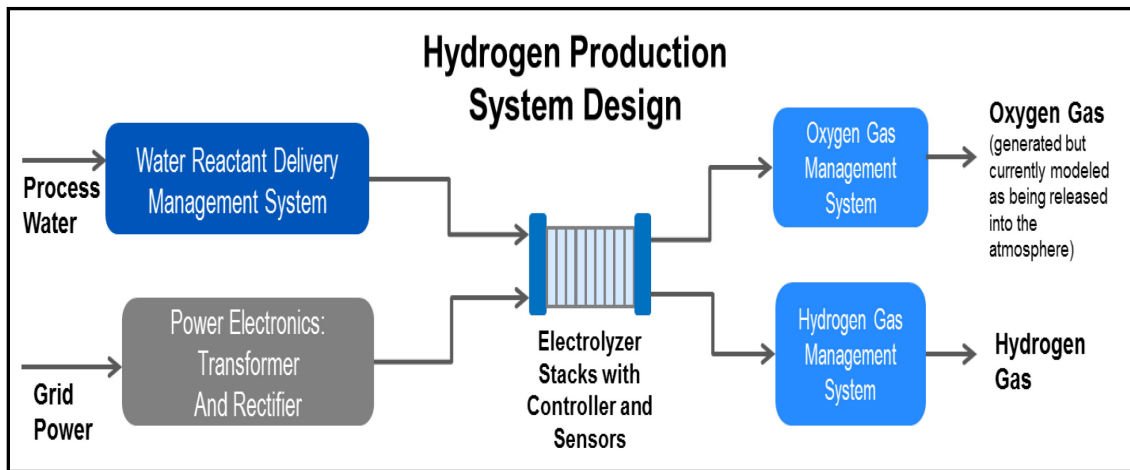 Hydrogen Production
System Design
Process
Water
Water Reactant Delivery
Management System
Grid
Power
Power Electronics:
Transformer
And Rectifier
Electrolyzer
Stacks with
Controller and
Sensors
Oxygen Gas
Management
System
Oxygen Gas
(generated but
currently modeled
as being released
into the
atmosphere)
Hydrogen Gas
Management
System
Hydrogen
Gas